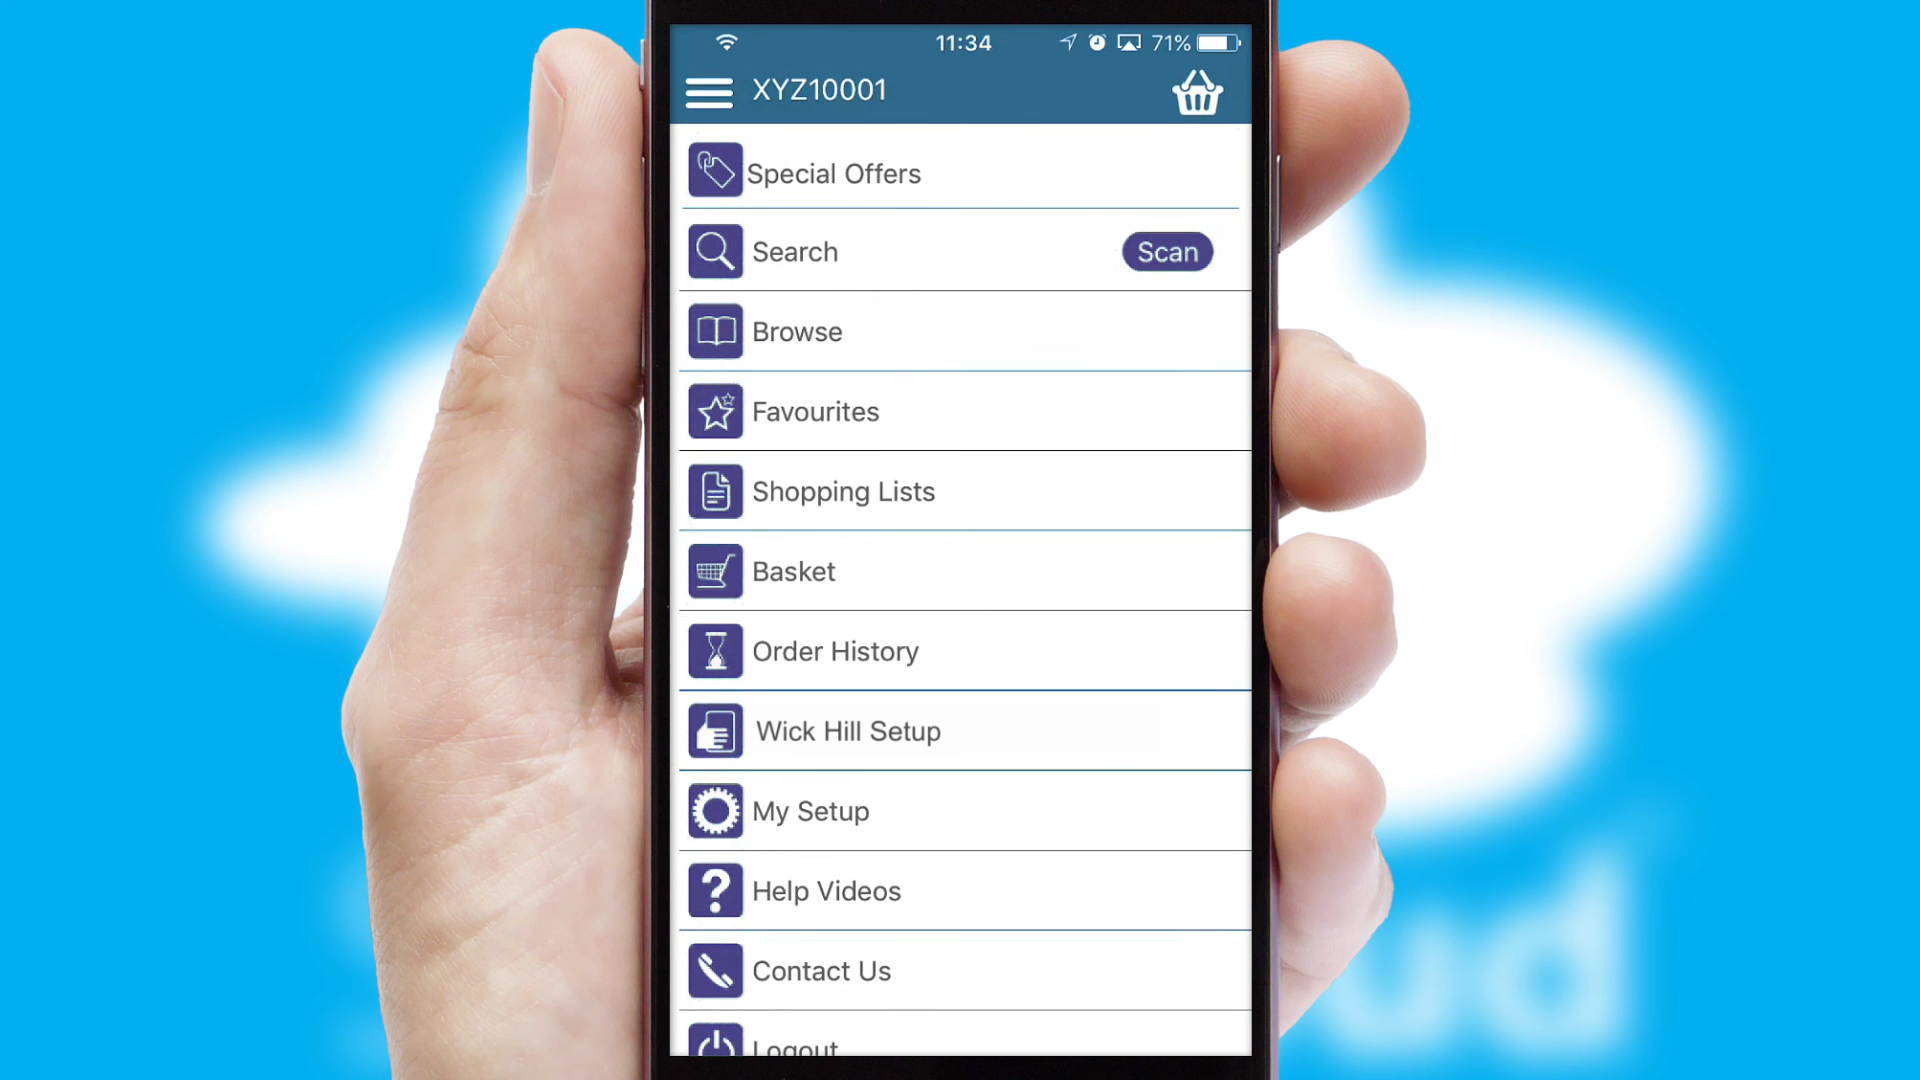 11:34
71%
XYZ10001
Special Offers
Search
Scan
Browse
Favourites
Shopping Lists
Basket
Order History
Wick Hill Setup
My Setup
Help Videos
Contact Us
Logout